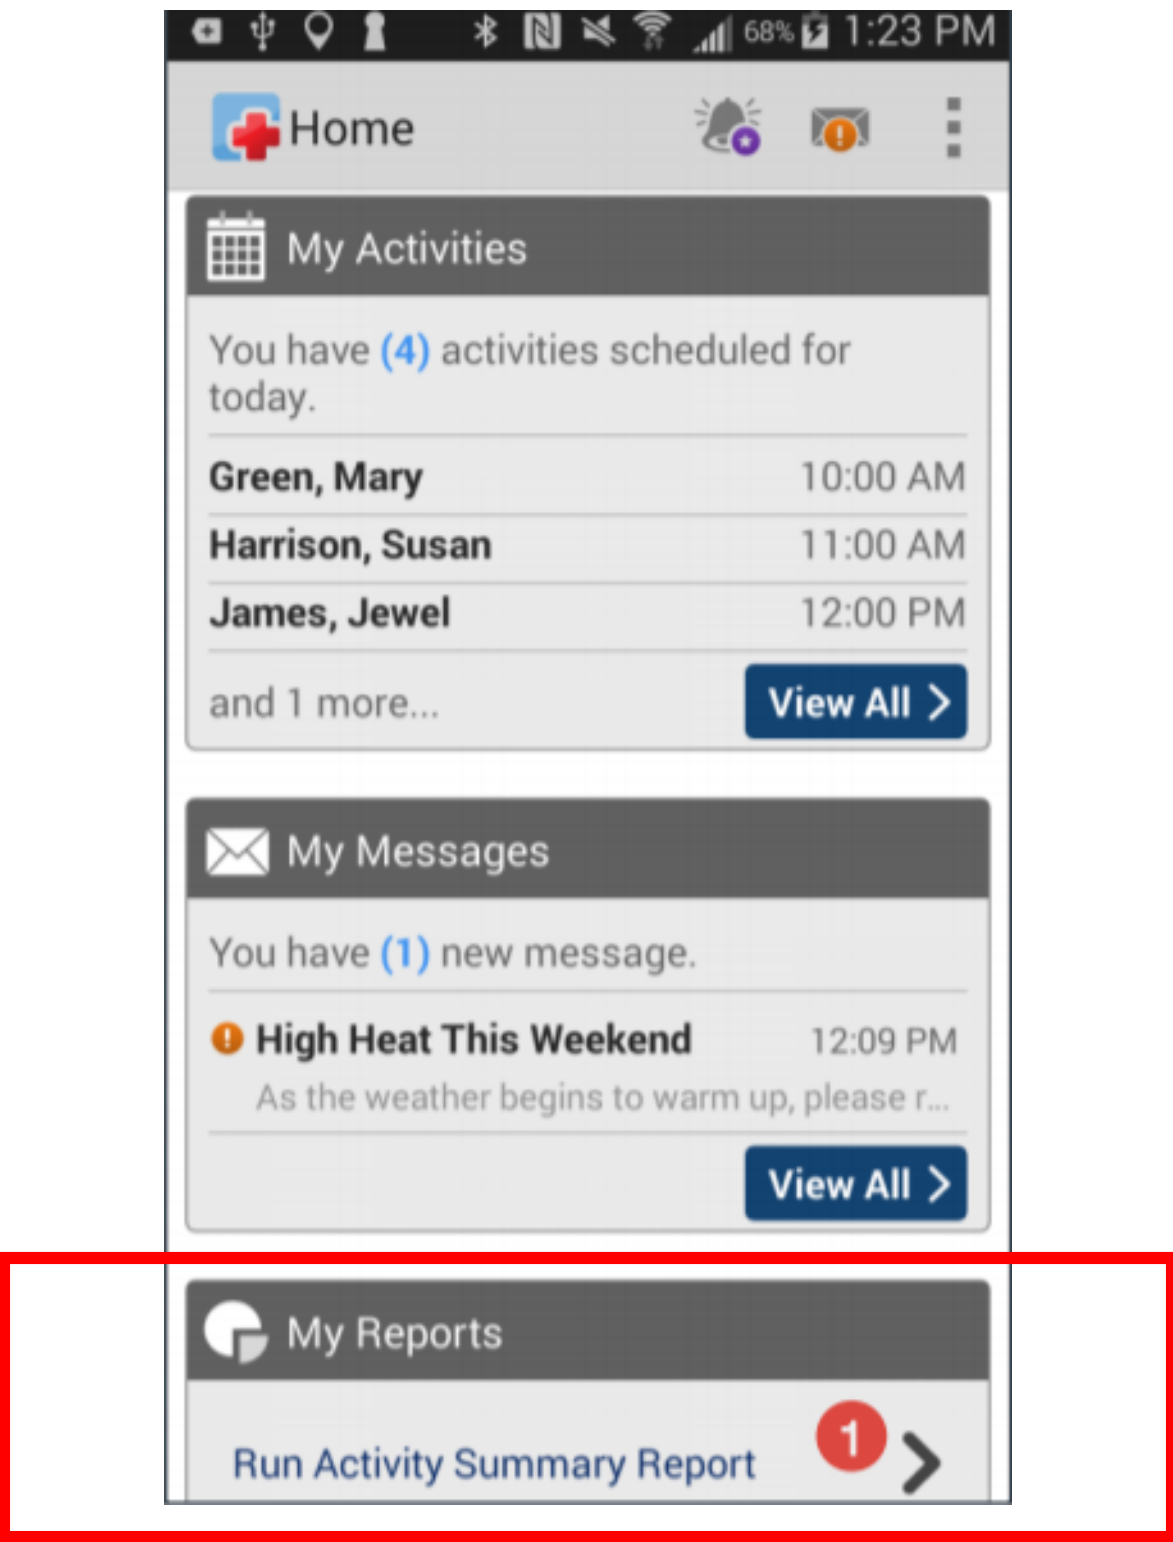 68% 1:23 PM
Home
My Activities
You have (4) activities scheduled for
today.
Green, Mary 10:00 AM
Harrison, Susan 11:00 AM
James, Jewel 12:00 PM
and 1 more... View All
My Messages
You have (1) new message.
High Heat This Weekend 12:09 PM
As the weather begins to warm up, please r...
View All
My Reports
Run Activity Summary Report 1